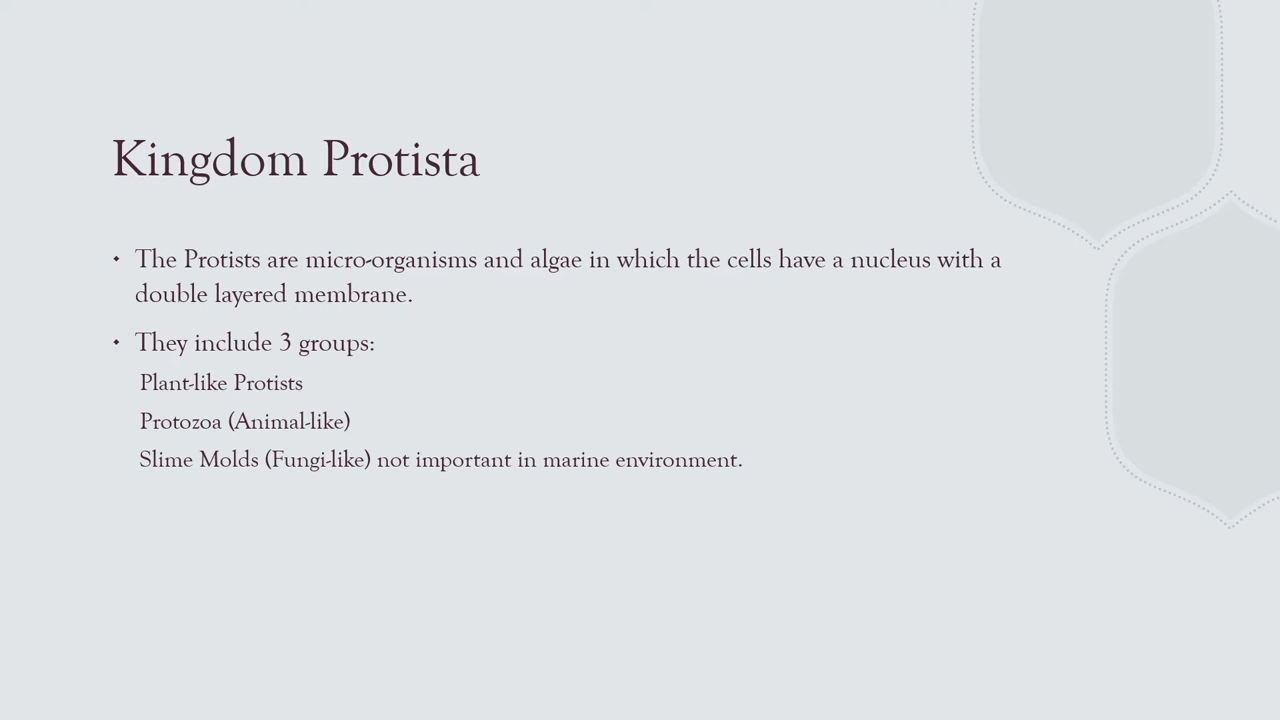 Kingdom Protista
• The Protists are micro-organisms and algae in which the cells have a nucleus with a
double layered membrane.
• They include 3 groups:
Plant-like Protists
Protozoa (Animal-like)
Slime Molds (Fungi-like) not important in marine environment.